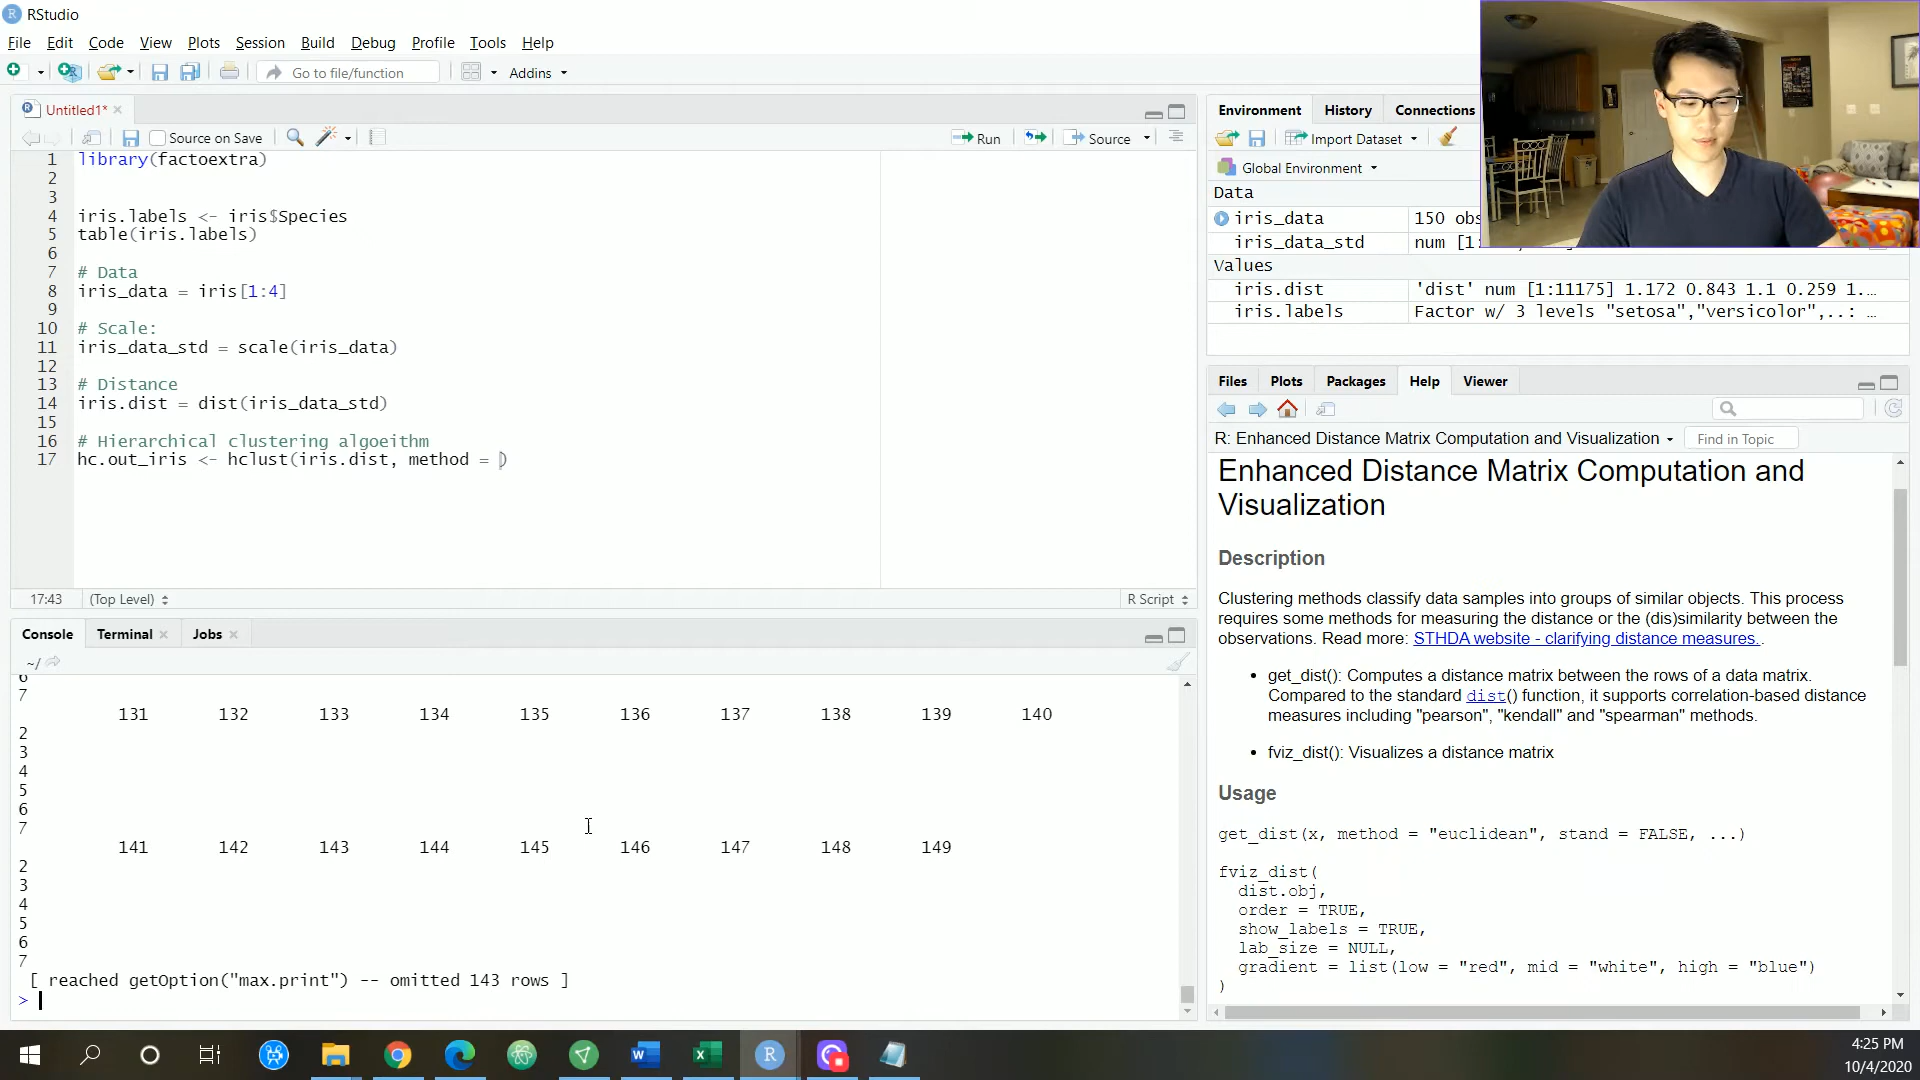 RStudio
File Edit Code View Plots Session Build Debug Profile Tools Help
Go to file/function Addins
Untitled1*
Source on Save Run Source
1 library(factoextra)
2
3
4 iris.labels <- iris$Species
5 table(iris.labels)
6
7 # Data
8 iris_data = iris[1:4]
9
10 # Scale:
11 iris_data_std = scale(iris_data)
12
13 # Distance
14 iris.dist = dist(iris_data_std)
15
16 # Hierarchical clustering algoeithm
17 hc.out_iris <- hclust(iris.dist, method = )
17:43 (Top Level) R Script
Console Terminal Jobs
~/
6
7
131 132 133 134 135 136 137 138 139 140
2
3
4
5
6
7
141 142 143 144 145 146 147 148 149
2
3
4
5
6
7
[ reached getOption("max.print") -- omitted 143 rows ]
>
Environment History Connections
Import Dataset
Global Environment
Data
iris_data 150 obs
iris_data_std num [1:
Values
iris.dist 'dist' num [1:11175] 1.172 0.843 1.1 0.259 1.…
iris.labels Factor w/ 3 levels "setosa","versicolor",..: …
Files Plots Packages Help Viewer
R: Enhanced Distance Matrix Computation and Visualization Find in Topic
Enhanced Distance Matrix Computation and
Visualization
Description
Clustering methods classify data samples into groups of similar objects. This process
requires some methods for measuring the distance or the (dis)similarity between the
observations. Read more: STHDA website - clarifying distance measures..
• get_dist(): Computes a distance matrix between the rows of a data matrix.
Compared to the standard dist() function, it supports correlation-based distance
measures including "pearson", "kendall" and "spearman" methods.
• fviz_dist(): Visualizes a distance matrix
Usage
get_dist(x, method = "euclidean", stand = FALSE, ...)
fviz_dist(
dist.obj,
order = TRUE,
show_labels = TRUE,
lab_size = NULL,
gradient = list(low = "red", mid = "white", high = "blue")
)
4:25 PM
10/4/2020